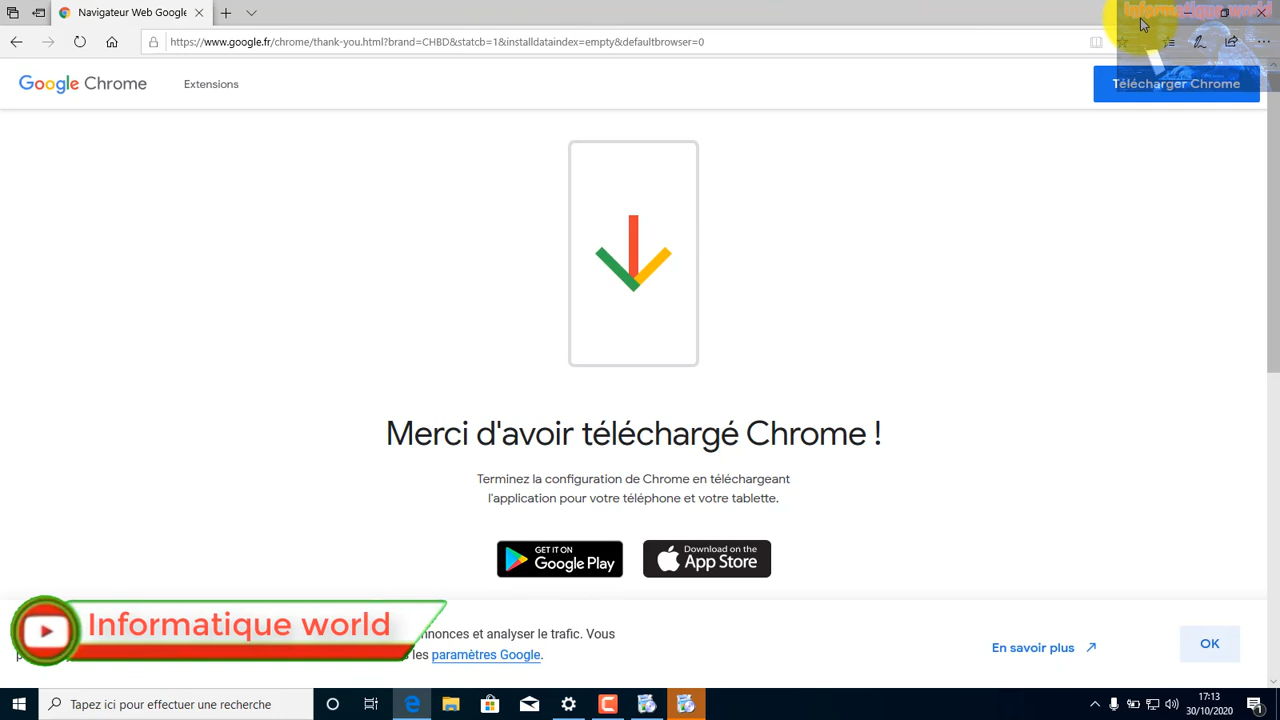 Navigateur Web Google
Informatique world
https://www.google.fr/chrome/thank-you.html?brand=CHBD&statcb=1&installdataindex=empty&defaultbrowser=0
Google Chrome
Extensions
Télécharger Chrome
Merci d'avoir téléchargé Chrome !
Terminez la configuration de Chrome en téléchargeant
l'application pour votre téléphone et votre tablette.
GET IT ON
Google Play
Download on the
App Store
Informatique world
nnonces et analyser le trafic. Vous
les paramètres Google.
En savoir plus
OK
Tapez ici pour effectuer une recherche
17:13
30/10/2020
1